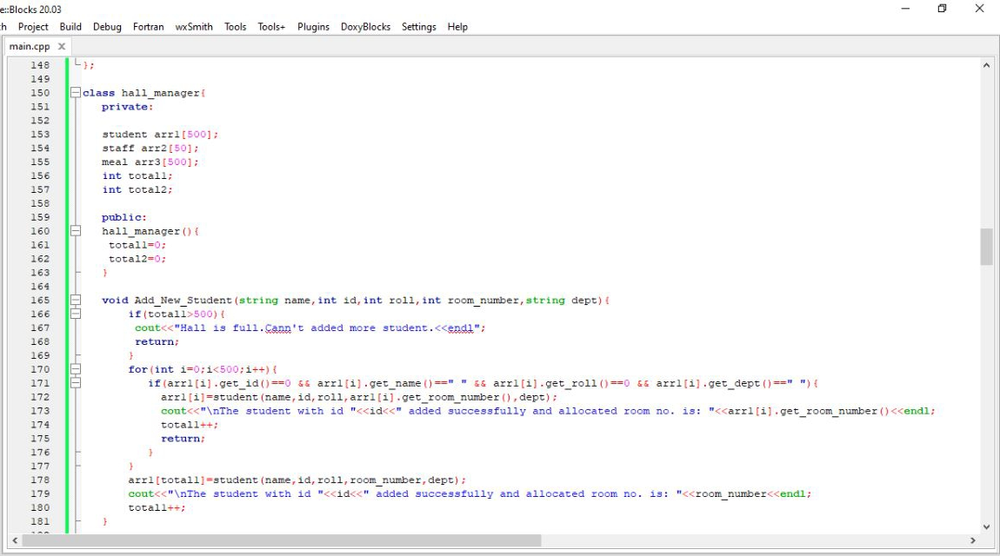 e::Blocks 20.03
h Project Build Debug Fortran wxSmith Tools Tools+ Plugins DoxyBlocks Settings Help
main.cpp X
148 };
149
150 class hall_manager{
151 private:
152
153 student arr1[500];
154 staff arr2[50];
155 meal arr3[500];
156 int total1;
157 int total2;
158
159 public:
160 hall_manager(){
161 total1=0;
162 total2=0;
163 }
164
165 void Add_New_Student(string name,int id,int roll,int room_number,string dept){
166 if(total1>500){
167 cout<<"Hall is full.Cann't added more student.<<endl";
168 return;
169 }
170 for(int i=0;i<500;i++){
171 if(arr1[i].get_id()==0 && arr1[i].get_name()==" " && arr1[i].get_roll()==0 && arr1[i].get_dept()==" "){
172 arr1[i]=student(name,id,roll,arr1[i].get_room_number(),dept);
173 cout<<"\nThe student with id "<<id<<" added successfully and allocated room no. is: "<<arr1[i].get_room_number()<<endl;
174 total1++;
175 return;
176 }
177 }
178 arr1[total1]=student(name,id,roll,room_number,dept);
179 cout<<"\nThe student with id "<<id<<" added successfully and allocated room no. is: "<<room_number<<endl;
180 total1++;
181 }